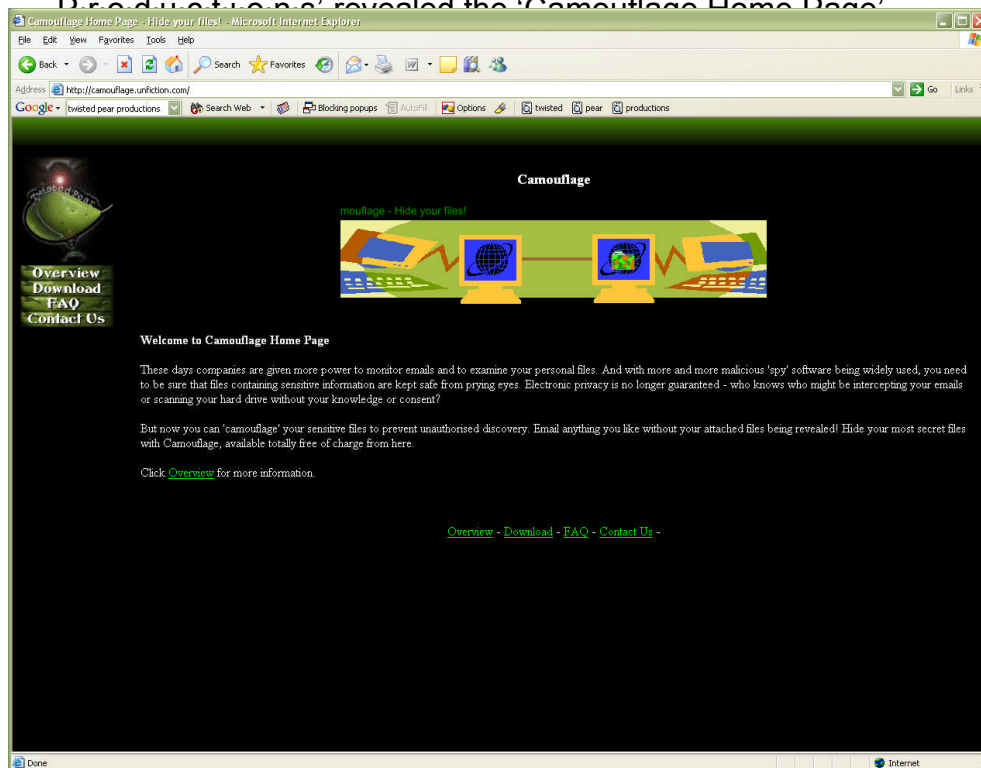 P·r·o·d·u·c·t·i·o·n·s’ revealed the ‘Camouflage Home Page’
Camouflage Home Page - Hide your files! - Microsoft Internet Explorer
File Edit View Favorites Tools Help
Back Search Favorites
Address http://camouflage.unfiction.com/ Go Links
Google twisted pear productions Search Web Blocking popups AutoFill Options twisted pear productions
Twisted Pear
Camouflage
mouflage - Hide your files!
Overview
Download
FAQ
Contact Us
Welcome to Camouflage Home Page
These days companies are given more power to monitor emails and to examine your personal files. And with more and more malicious 'spy' software being widely used, you need
to be sure that files containing sensitive information are kept safe from prying eyes. Electronic privacy is no longer guaranteed - who knows who might be intercepting your emails
or scanning your hard drive without your knowledge or consent?
But now you can 'camouflage' your sensitive files to prevent unauthorised discovery. Email anything you like without your attached files being revealed! Hide your most secret files
with Camouflage, available totally free of charge from here.
Click Overview for more information.
Overview - Download - FAQ - Contact Us -
Done Internet